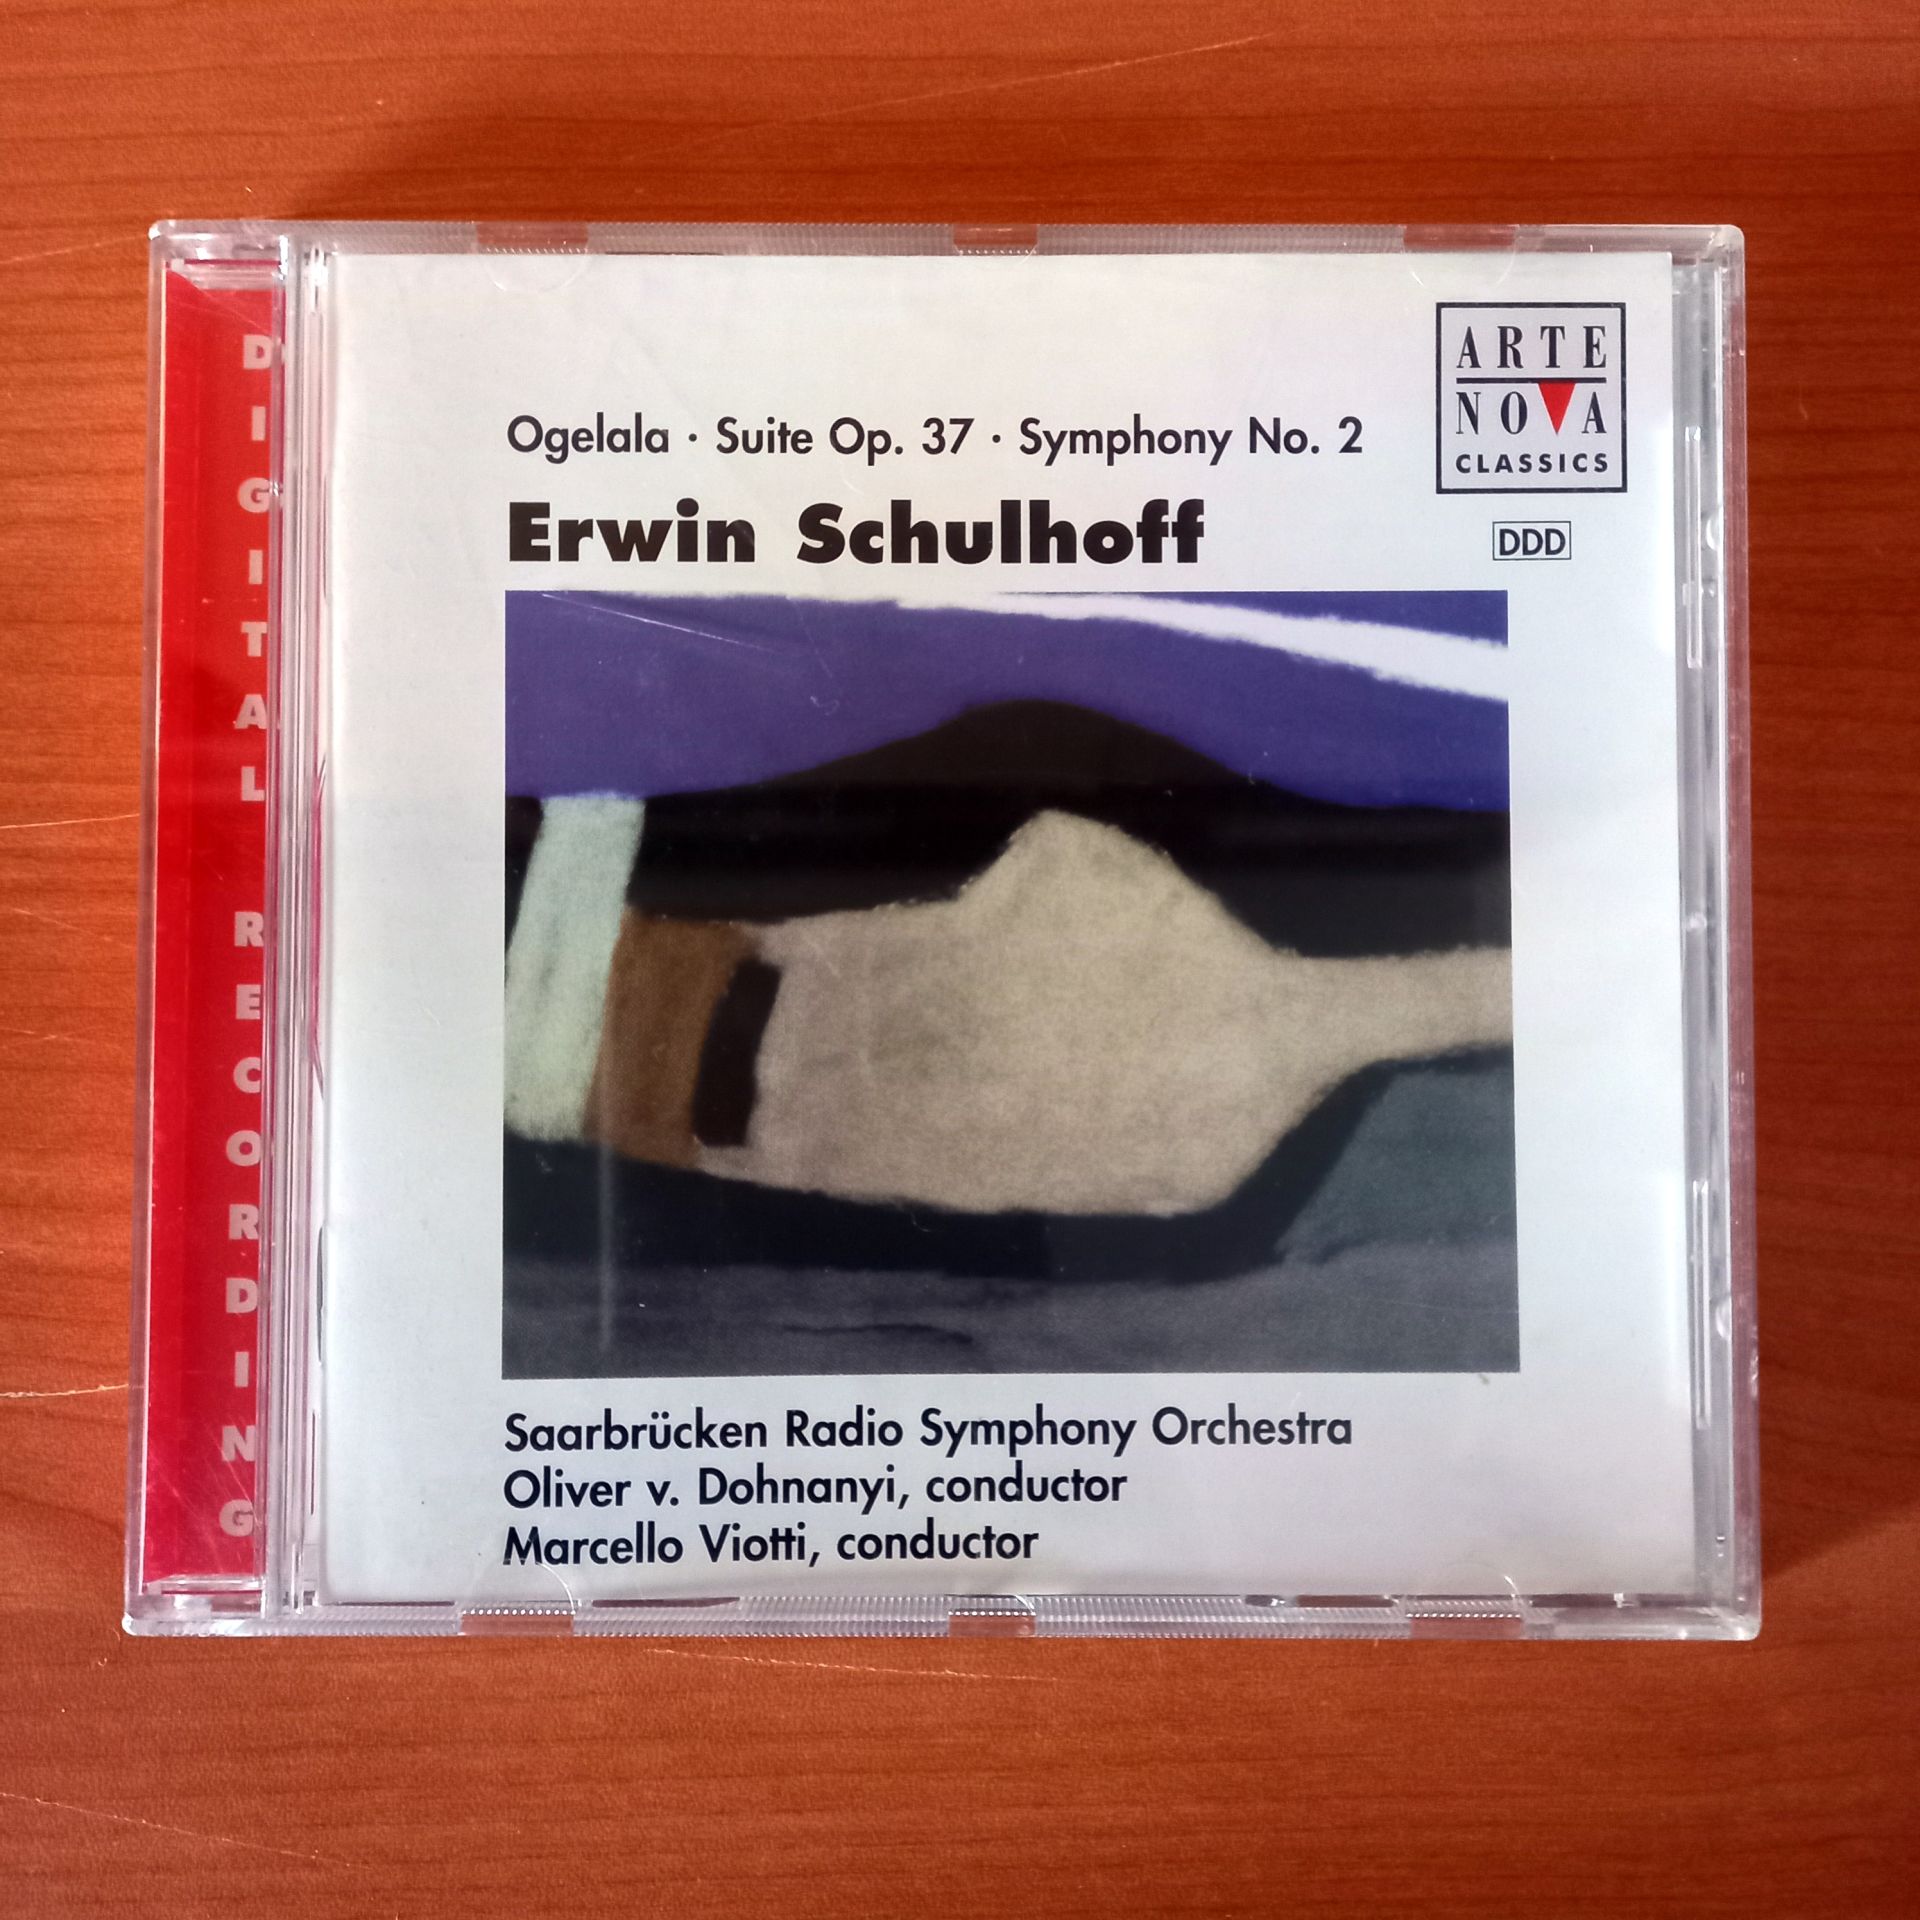 DIGITAL RECORDING
ARTE
NOVA
CLASSICS
Ogelala · Suite Op. 37 · Symphony No. 2
Erwin Schulhoff
DDD
Saarbrücken Radio Symphony Orchestra
Oliver v. Dohnanyi, conductor
Marcello Viotti, conductor